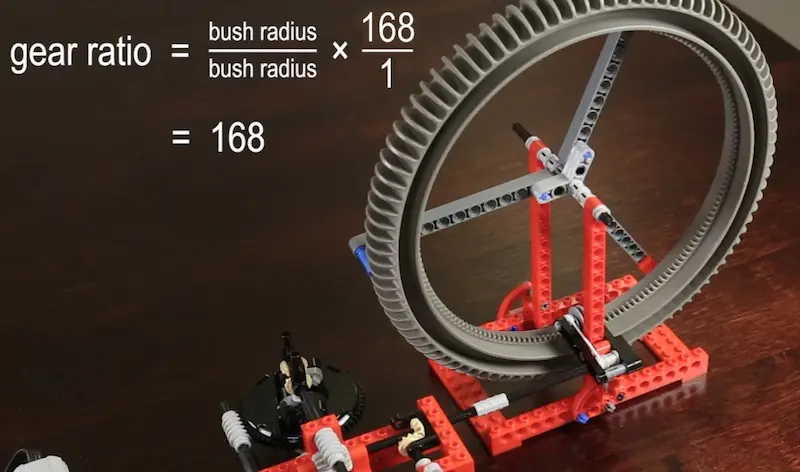 gear ratio = bush radius / bush radius × 168 / 1
= 168